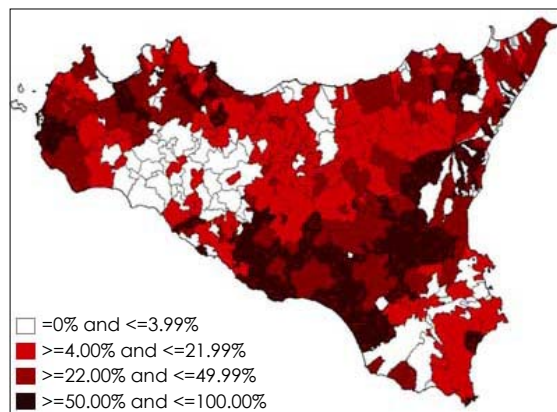 =0% and <=3.99%
>=4.00% and <=21.99%
>=22.00% and <=49.99%
>=50.00% and <=100.00%